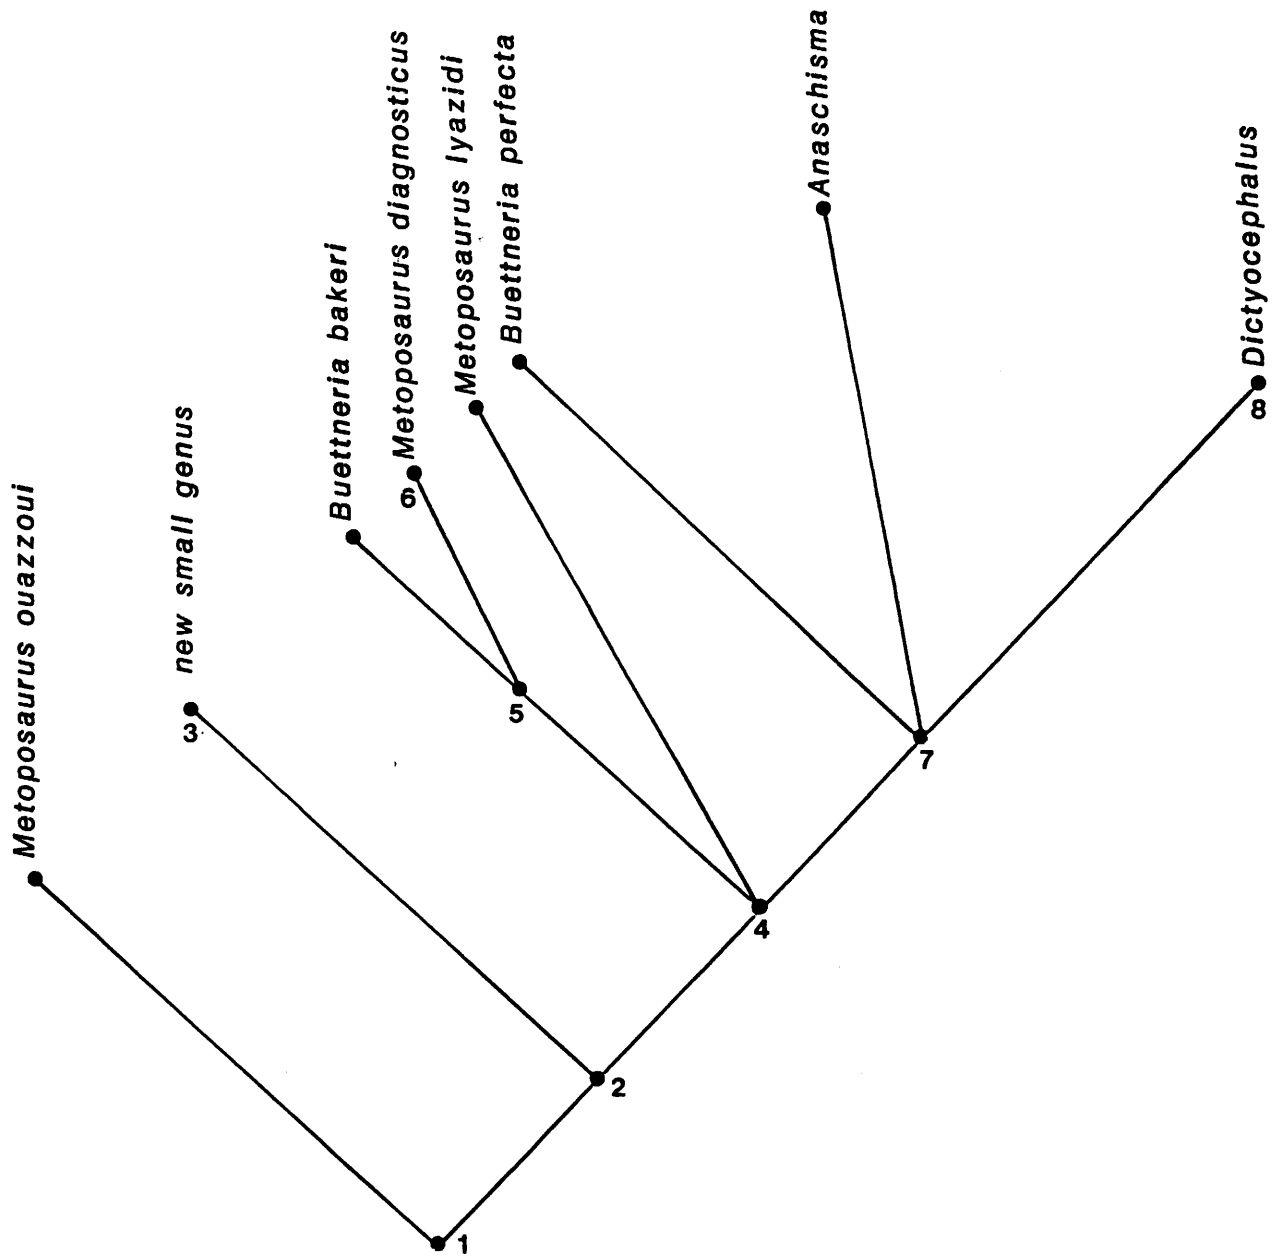 Metoposaurus ouazzoui
new small genus
Buettneria bakeri
Metoposaurus diagnosticus
Metoposaurus lyazidi
Buettneria perfecta
Anaschisma
Dictyocephalus
6
8
3
5
7
4
2
1